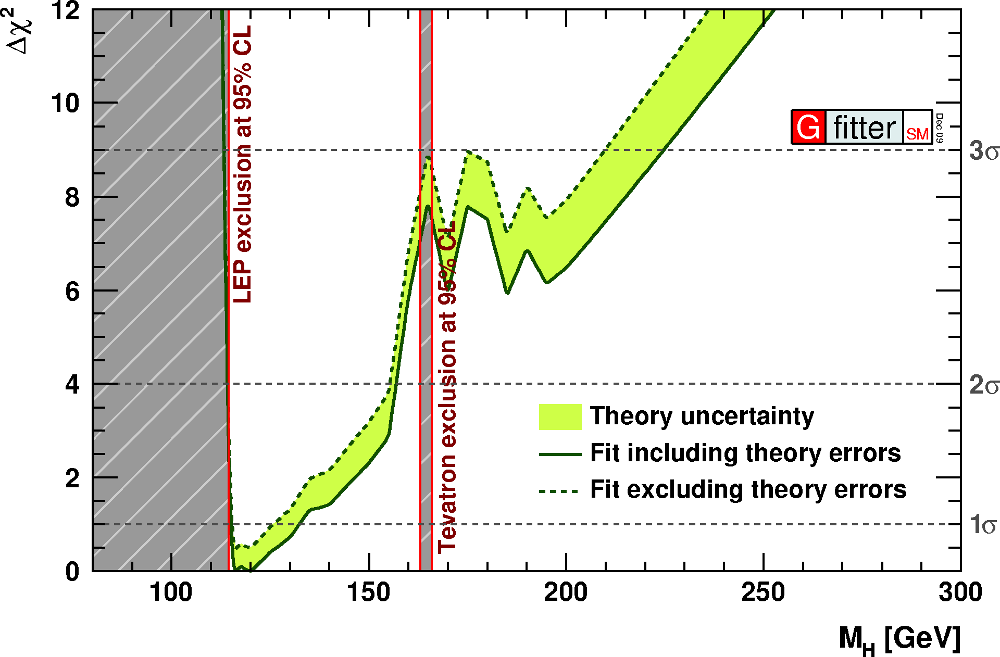 Δχ²
12
10
8
6
4
2
0
LEP exclusion at 95% CL
Tevatron exclusion at 95% CL
G fitter SM
Dec 09
3σ
2σ
1σ
Theory uncertainty
Fit including theory errors
Fit excluding theory errors
100 150 200 250 300
M_H [GeV]